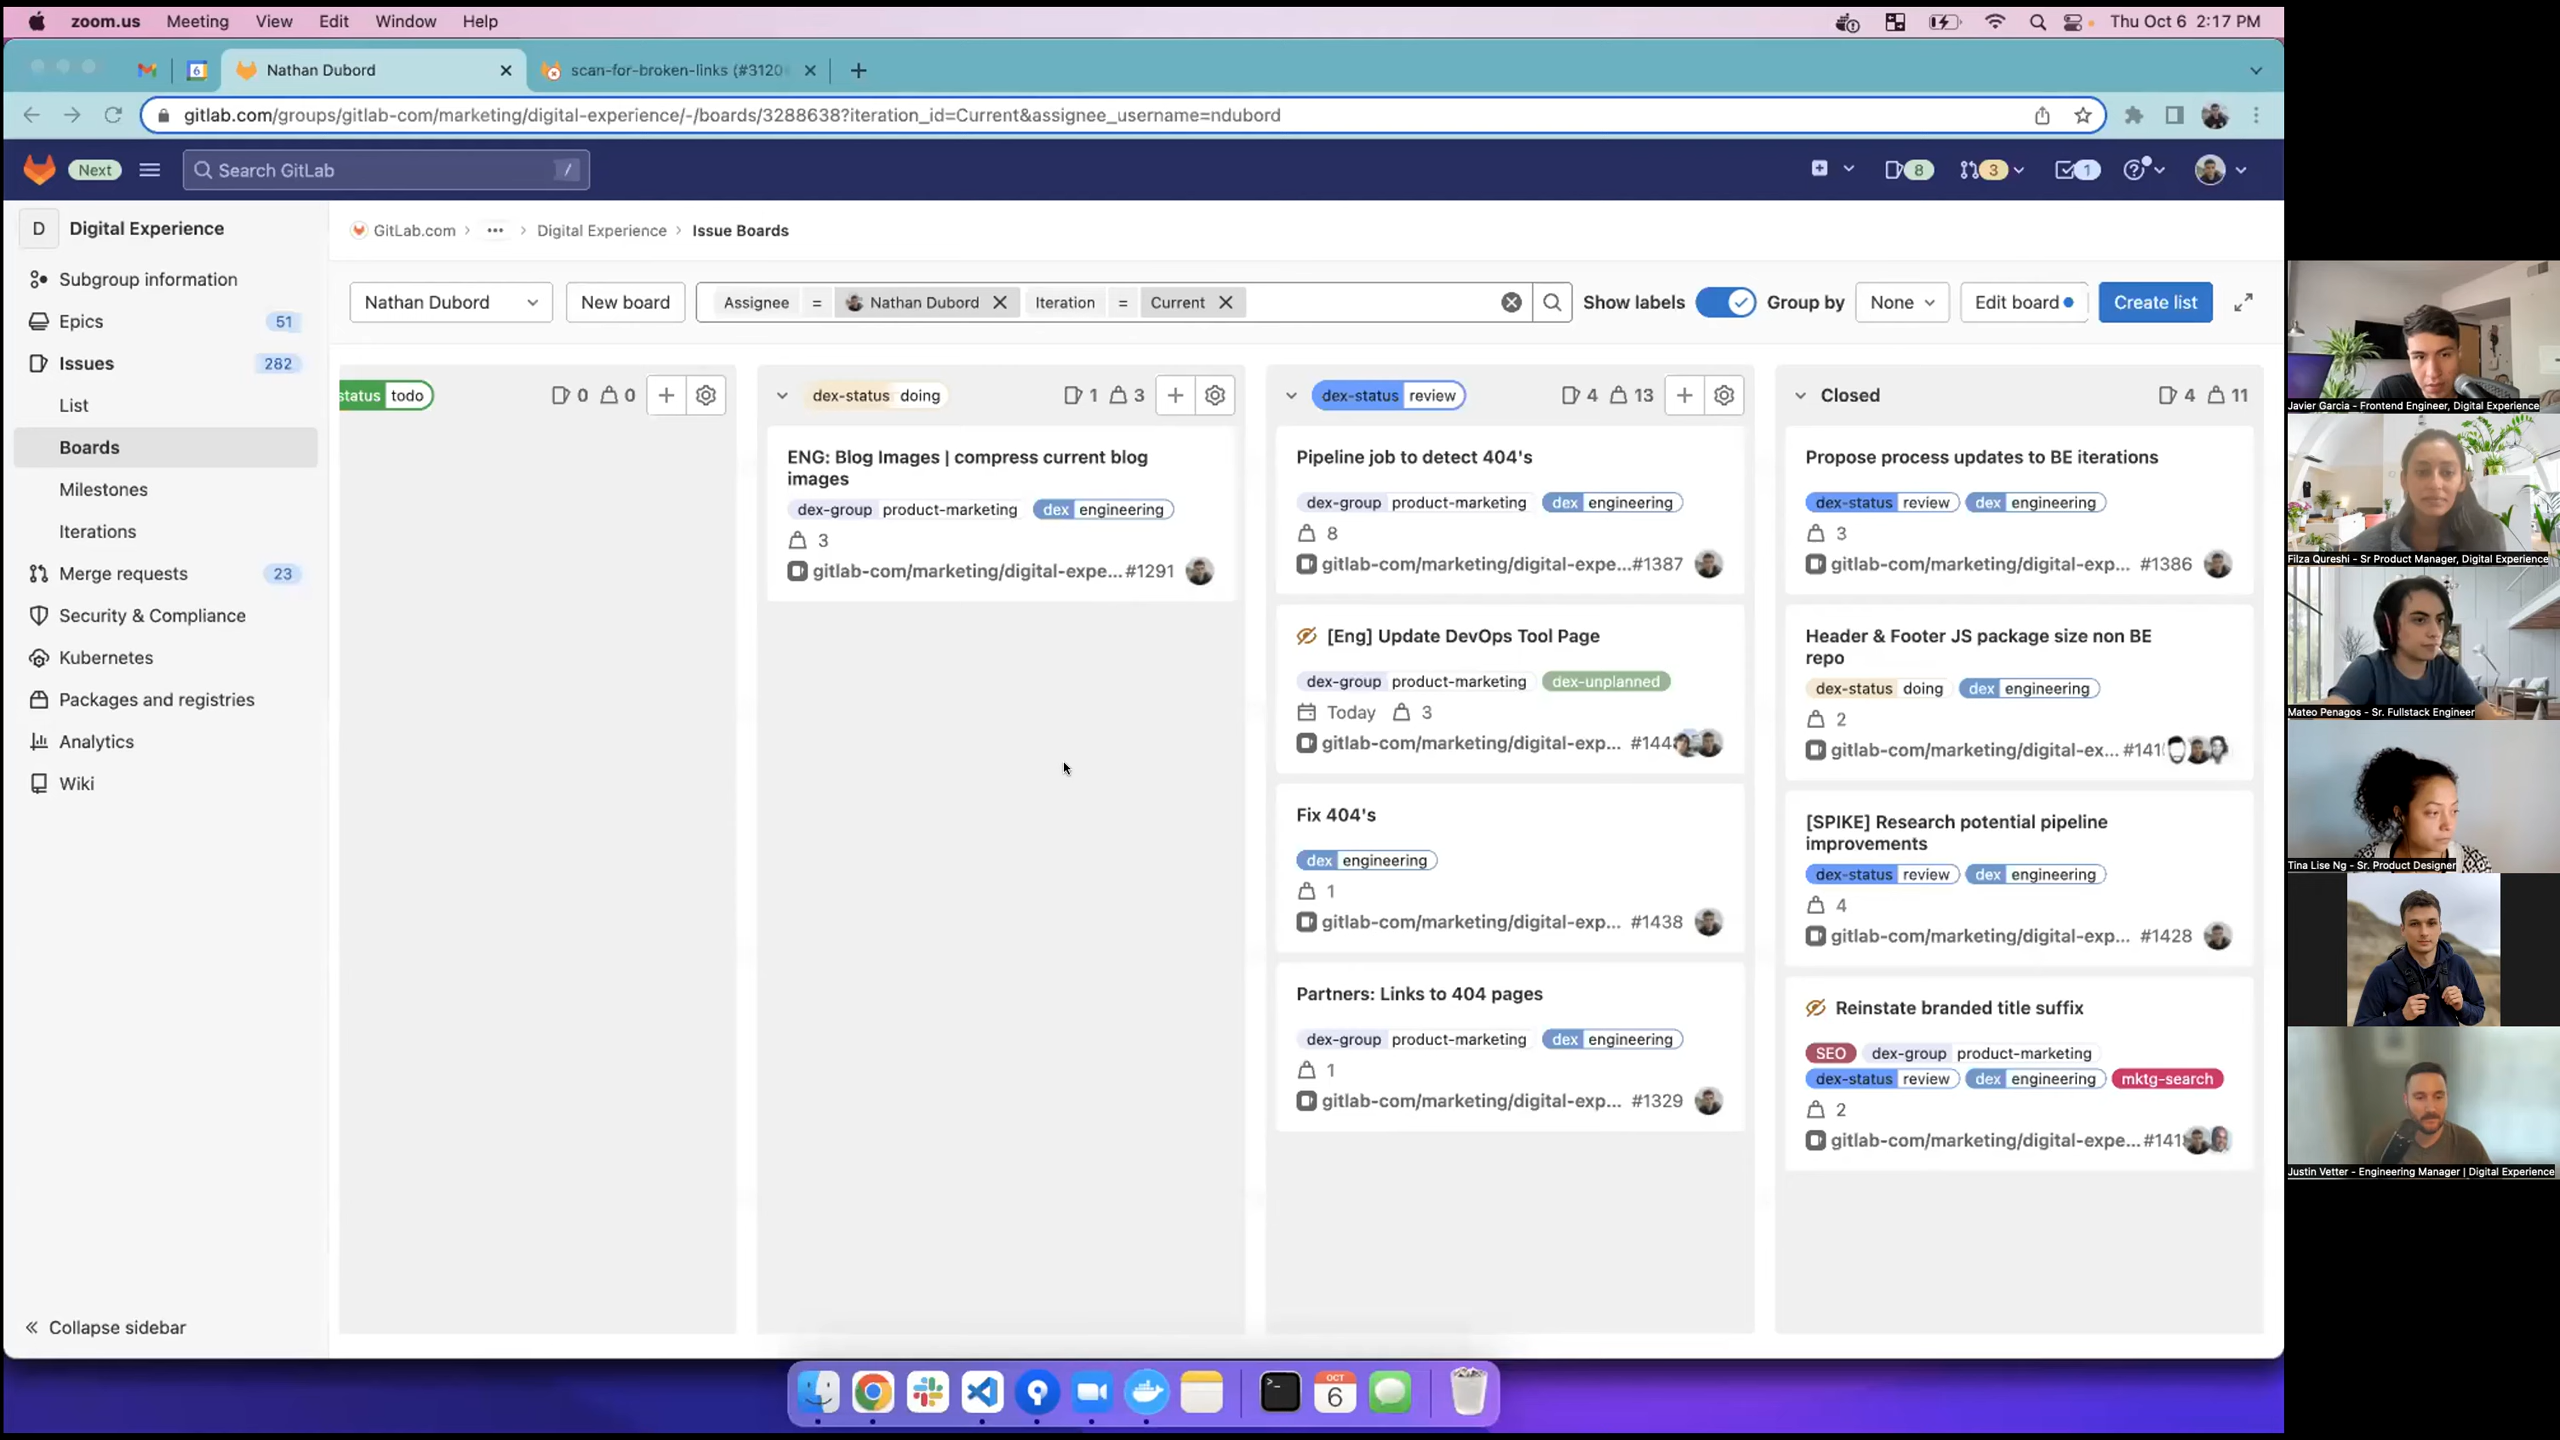 zoom.us Meeting View Edit Window Help
Thu Oct 6 2:17 PM
6
Nathan Dubord
scan-for-broken-links (#3120
gitlab.com/groups/gitlab-com/marketing/digital-experience/-/boards/3288638?iteration_id=Current&assignee_username=ndubord
Next
Search GitLab
/
8
3
1
D Digital Experience
Subgroup information
Epics 51
Issues 282
List
Boards
Milestones
Iterations
Merge requests 23
Security & Compliance
Kubernetes
Packages and registries
Analytics
Wiki
Collapse sidebar
GitLab.com > ... > Digital Experience > Issue Boards
Nathan Dubord
New board
Assignee = Nathan Dubord Iteration = Current
Show labels
Group by
None
Edit board
Create list
status todo 0 0
dex-status doing 1 3
ENG: Blog Images | compress current blog
images
dex-group product-marketing dex engineering
3
gitlab-com/marketing/digital-expe... #1291
dex-status review 4 13
Pipeline job to detect 404's
dex-group product-marketing dex engineering
8
gitlab-com/marketing/digital-expe... #1387
[Eng] Update DevOps Tool Page
dex-group product-marketing dex-unplanned
Today 3
gitlab-com/marketing/digital-exp... #144
Fix 404's
dex engineering
1
gitlab-com/marketing/digital-exp... #1438
Partners: Links to 404 pages
dex-group product-marketing dex engineering
1
gitlab-com/marketing/digital-exp... #1329
Closed 4 11
Propose process updates to BE iterations
dex-status review dex engineering
3
gitlab-com/marketing/digital-exp... #1386
Header & Footer JS package size non BE
repo
dex-status doing dex engineering
2
gitlab-com/marketing/digital-ex... #141
[SPIKE] Research potential pipeline
improvements
dex-status review dex engineering
4
gitlab-com/marketing/digital-exp... #1428
Reinstate branded title suffix
SEO dex-group product-marketing
dex-status review dex engineering mktg-search
2
gitlab-com/marketing/digital-expe... #141
Javier Garcia - Frontend Engineer, Digital Experience
Filza Qureshi - Sr Product Manager, Digital Experience
Mateo Penagos - Sr. Fullstack Engineer
Tina Lise Ng - Sr. Product Designer
Justin Vetter - Engineering Manager | Digital Experience
OCT
6